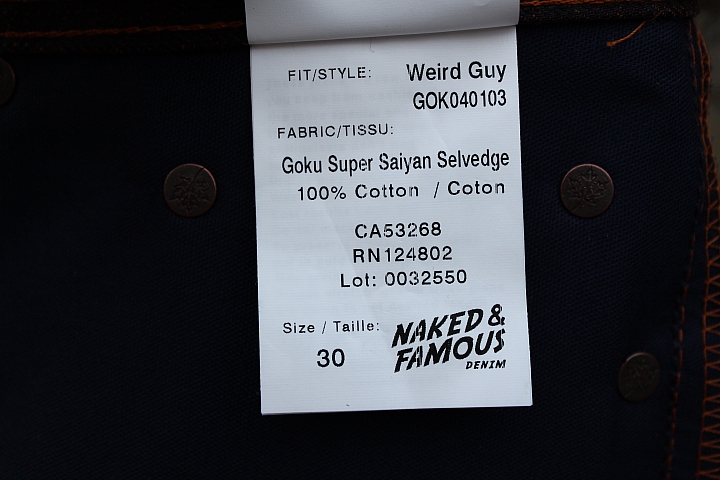 FIT/STYLE: Weird Guy
GOK040103
FABRIC/TISSU:
Goku Super Saiyan Selvedge
100% Cotton / Coton
CA53268
RN124802
Lot: 0032550
Size / Taille:
30
NAKED &
FAMOUS
DENIM